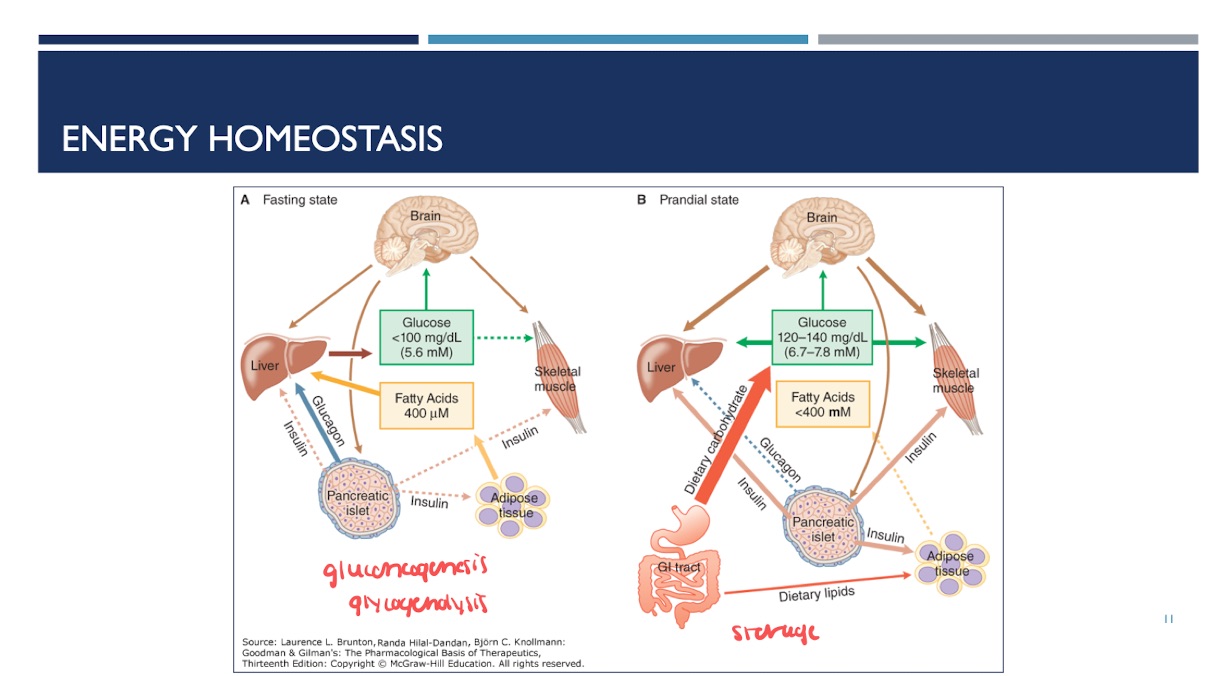 ENERGY HOMEOSTASIS
A Fasting state
Brain
Glucose
<100 mg/dL
(5.6 mM)
Liver
Skeletal
muscle
Fatty Acids
400 µM
Glucagon
Insulin
Insulin
Insulin
Pancreatic
islet
Adipose
tissue
gluconeogenesis
glycogenolysis
Source: Laurence L. Brunton, Randa Hilal-Dandan, Björn C. Knollmann:
Goodman & Gilman's: The Pharmacological Basis of Therapeutics,
Thirteenth Edition: Copyright © McGraw-Hill Education. All rights reserved.
B Prandial state
Brain
Glucose
120–140 mg/dL
(6.7–7.8 mM)
Liver
Skeletal
muscle
Fatty Acids
<400 mM
Dietary carbohydrate
Glucagon
Insulin
Insulin
Insulin
Pancreatic
islet
GI tract
Adipose
tissue
Dietary lipids
storage
11